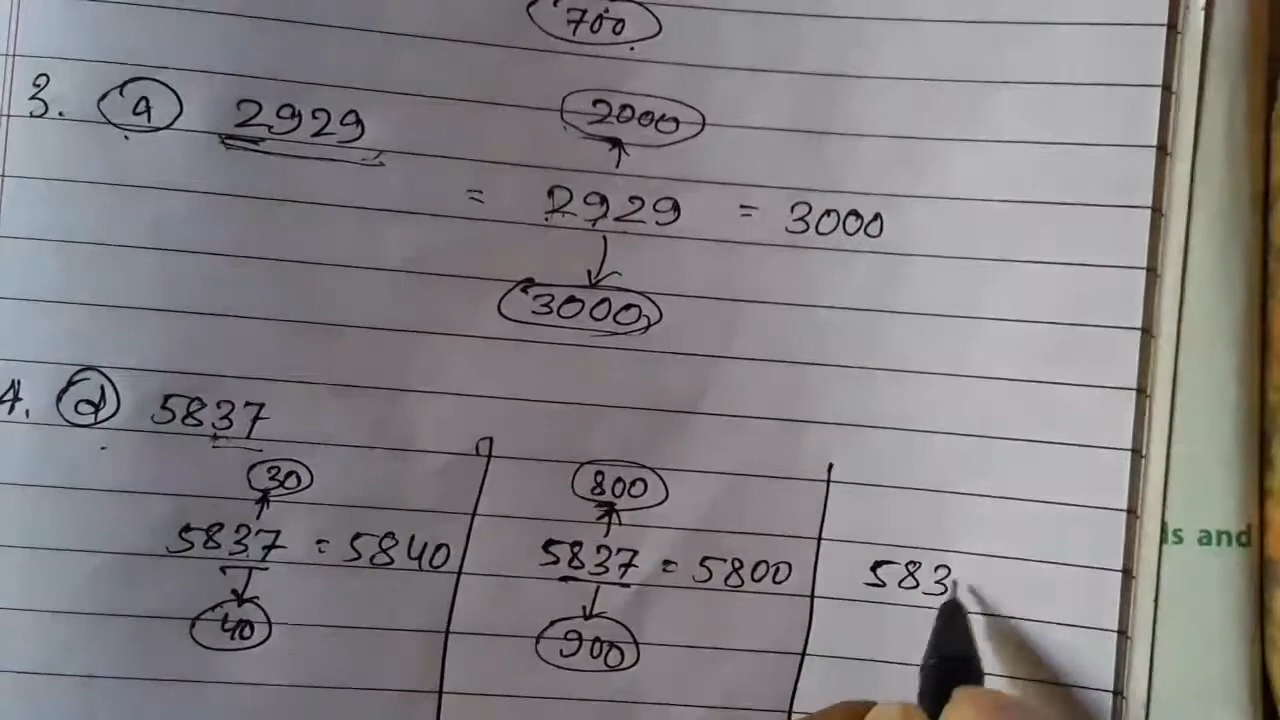 700
3. a 2929 2000
= 2929 = 3000
3000
4. d 5837
30 800
5837 = 5840 5837 = 5800 583
40 900
ls and